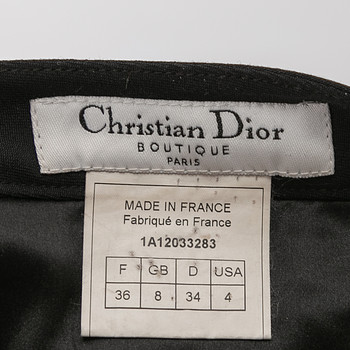 Christian Dior
BOUTIQUE
PARIS
MADE IN FRANCE
Fabriqué en France
1A12033283
F GB D USA
36 8 34 4